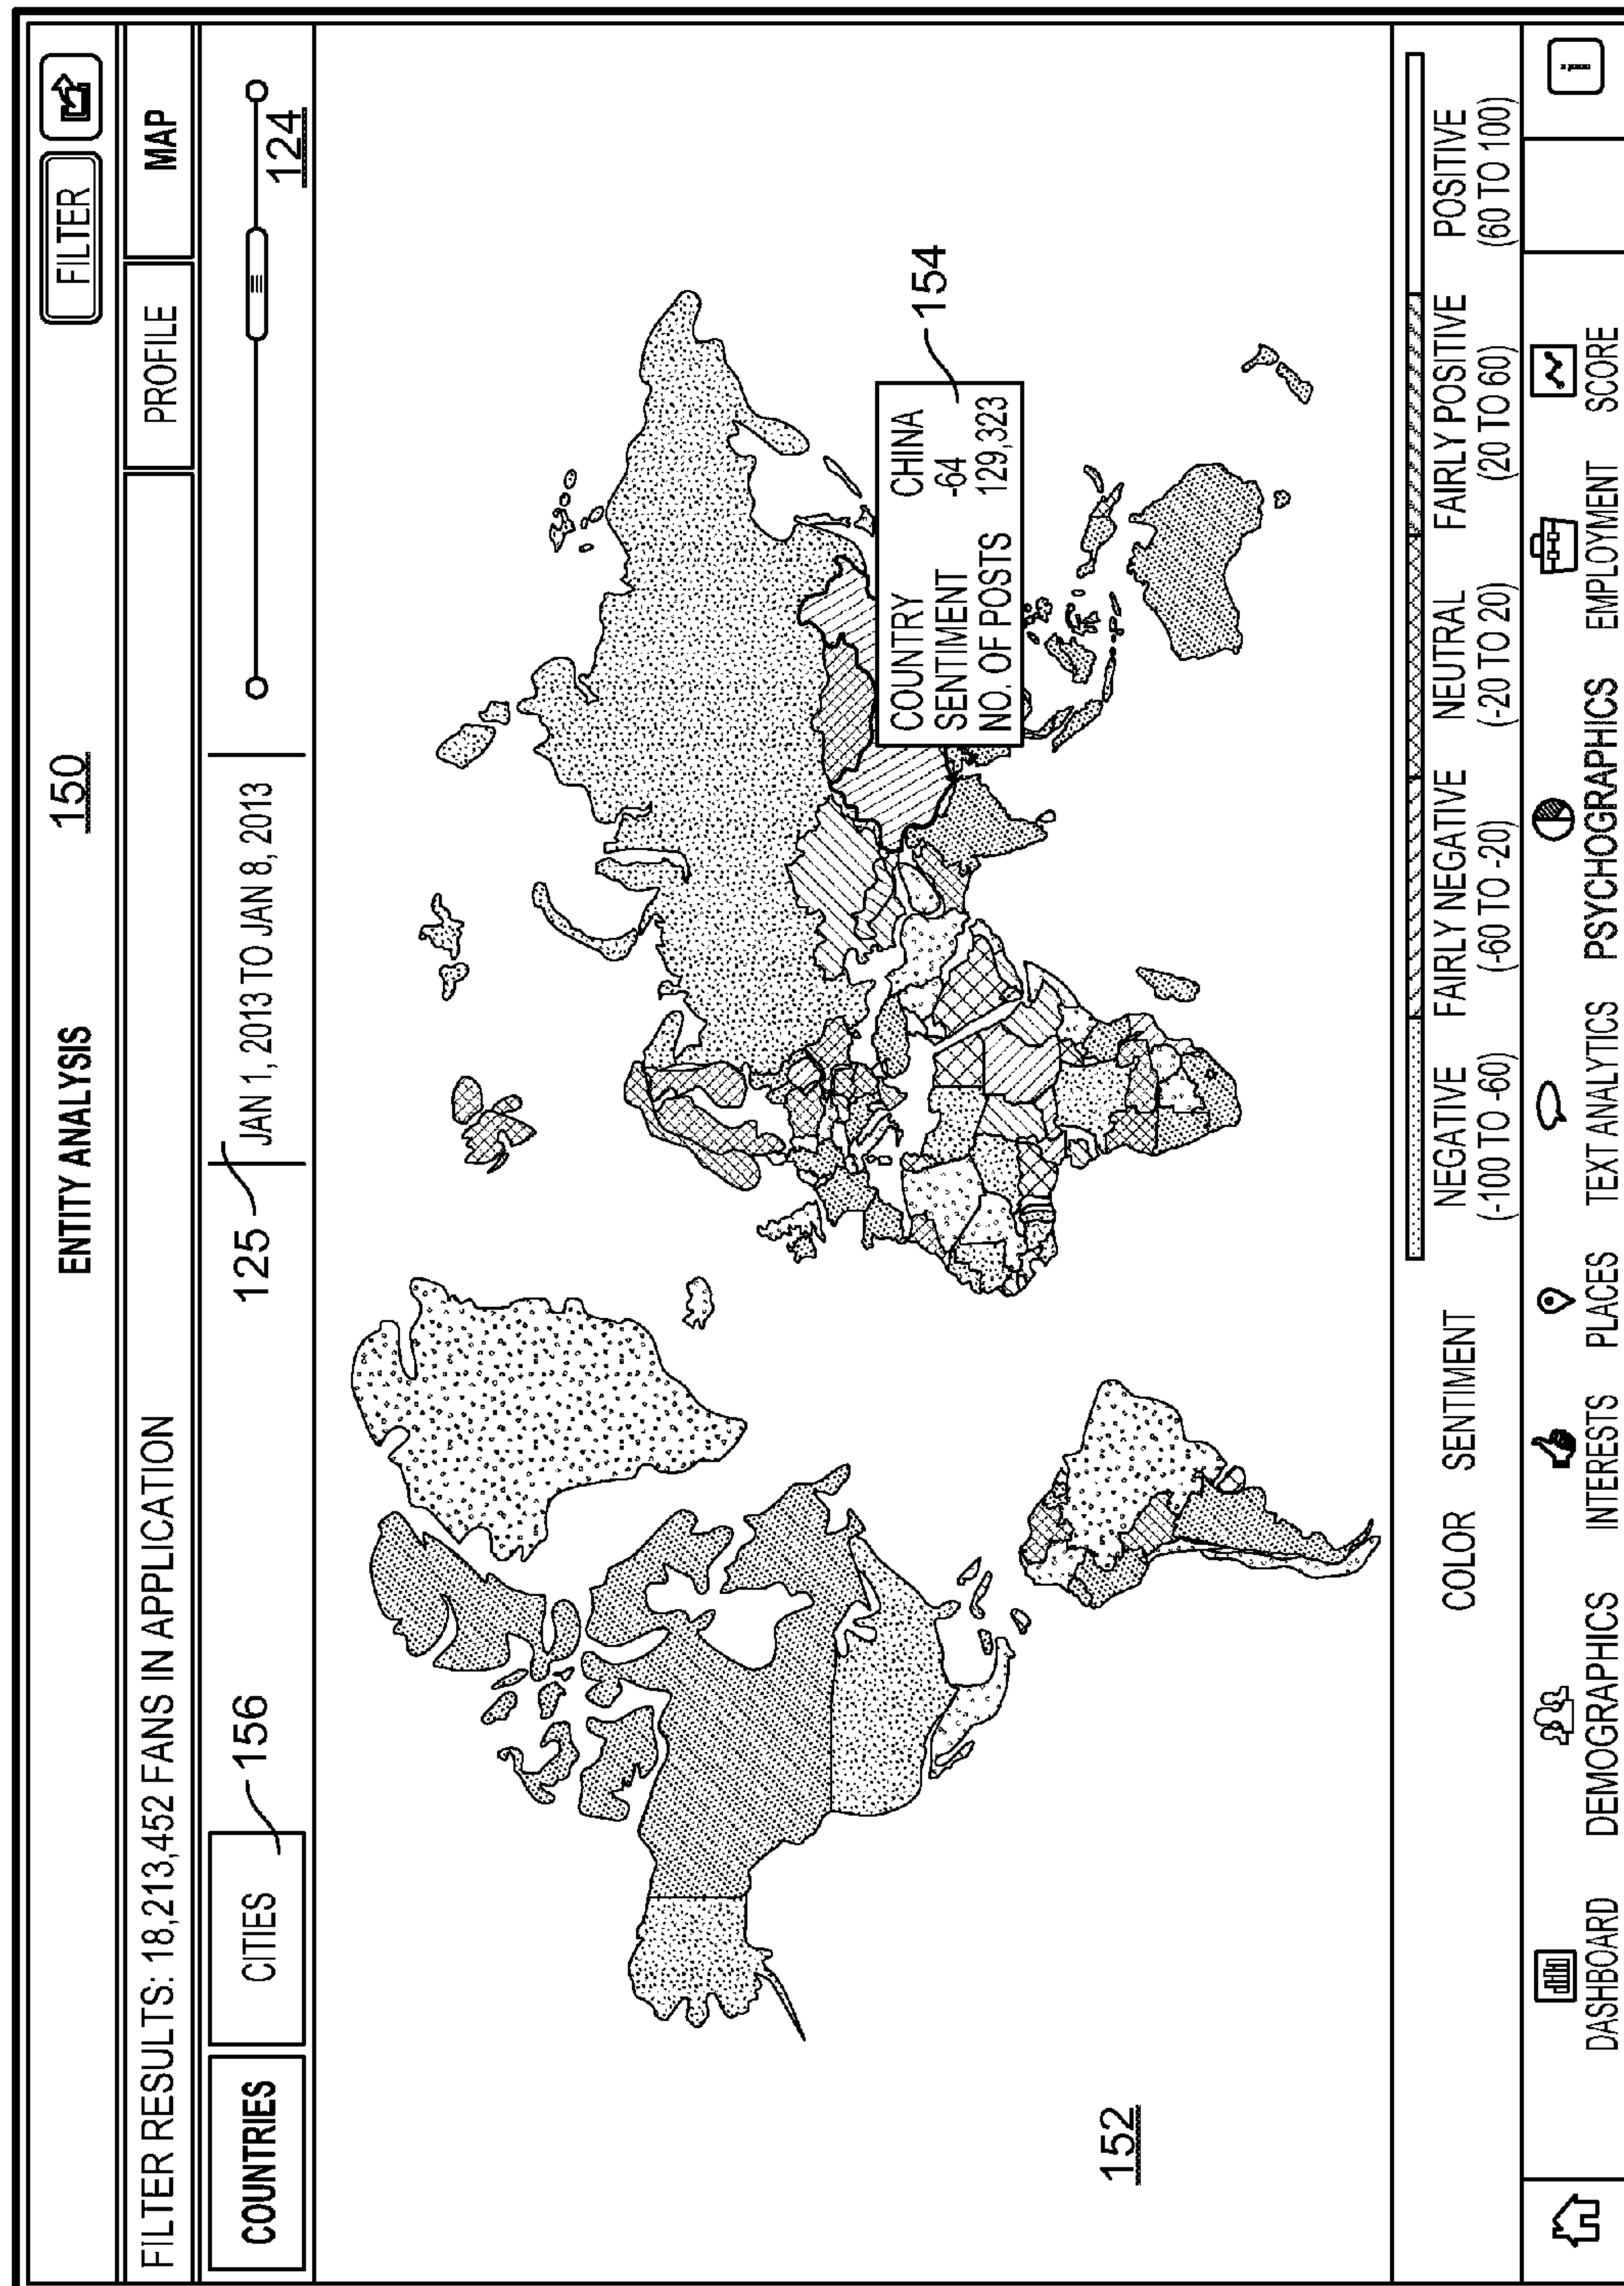 150
ENTITY ANALYSIS
FILTER
FILTER RESULTS: 18,213,452 FANS IN APPLICATION
PROFILE
MAP
COUNTRIES
CITIES
156
125
JAN 1, 2013 TO JAN 8, 2013
124
152
COUNTRY CHINA
SENTIMENT -64
NO. OF POSTS 129,323
154
COLOR SENTIMENT
NEGATIVE FAIRLY NEGATIVE NEUTRAL FAIRLY POSITIVE POSITIVE
(-100 TO -60) (-60 TO -20) (-20 TO 20) (20 TO 60) (60 TO 100)
i
DASHBOARD DEMOGRAPHICS INTERESTS PLACES TEXT ANALYTICS PSYCHOGRAPHICS EMPLOYMENT SCORE